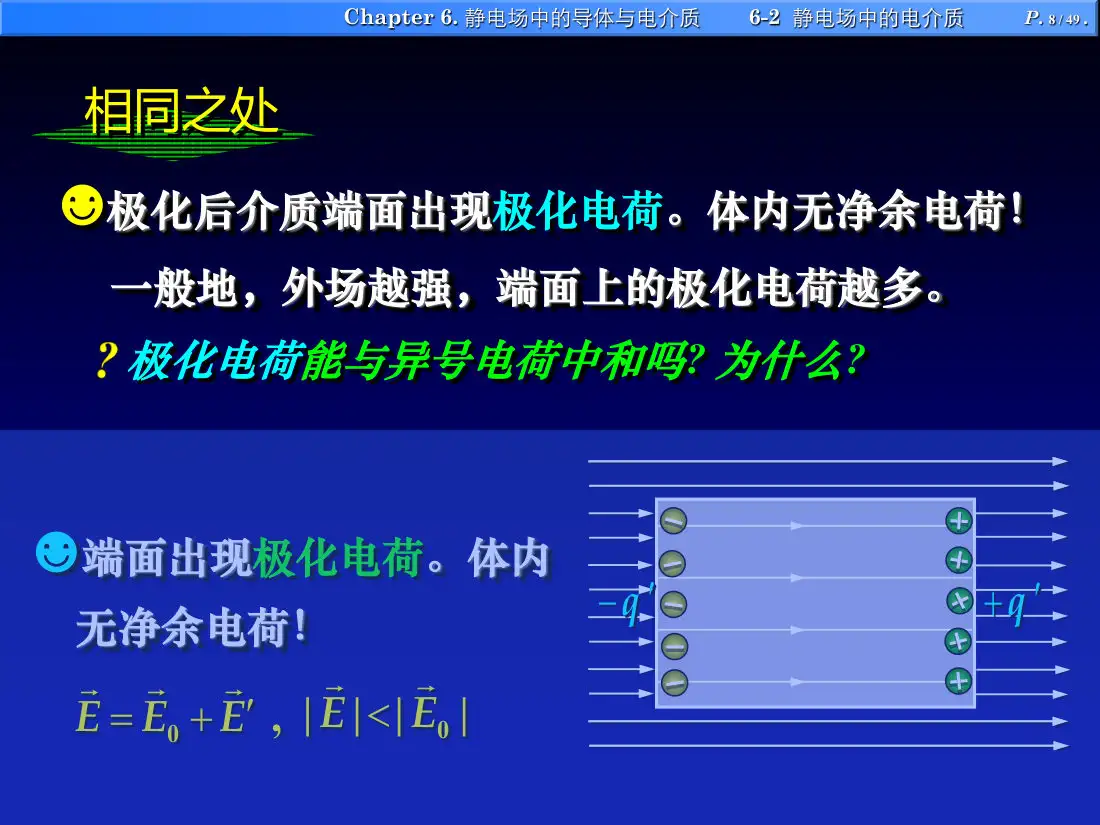 Chapter 6. 静电场中的导体与电介质 6-2 静电场中的电介质 P. 8 / 49 .
相同之处
极化后介质端面出现极化电荷。体内无净余电荷!
一般地，外场越强，端面上的极化电荷越多。
? 极化电荷能与异号电荷中和吗? 为什么?
端面出现极化电荷。体内
无净余电荷!
−q′ +q′
E⃗ = E⃗₀ + E⃗′ , | E⃗ | < | E⃗₀ |